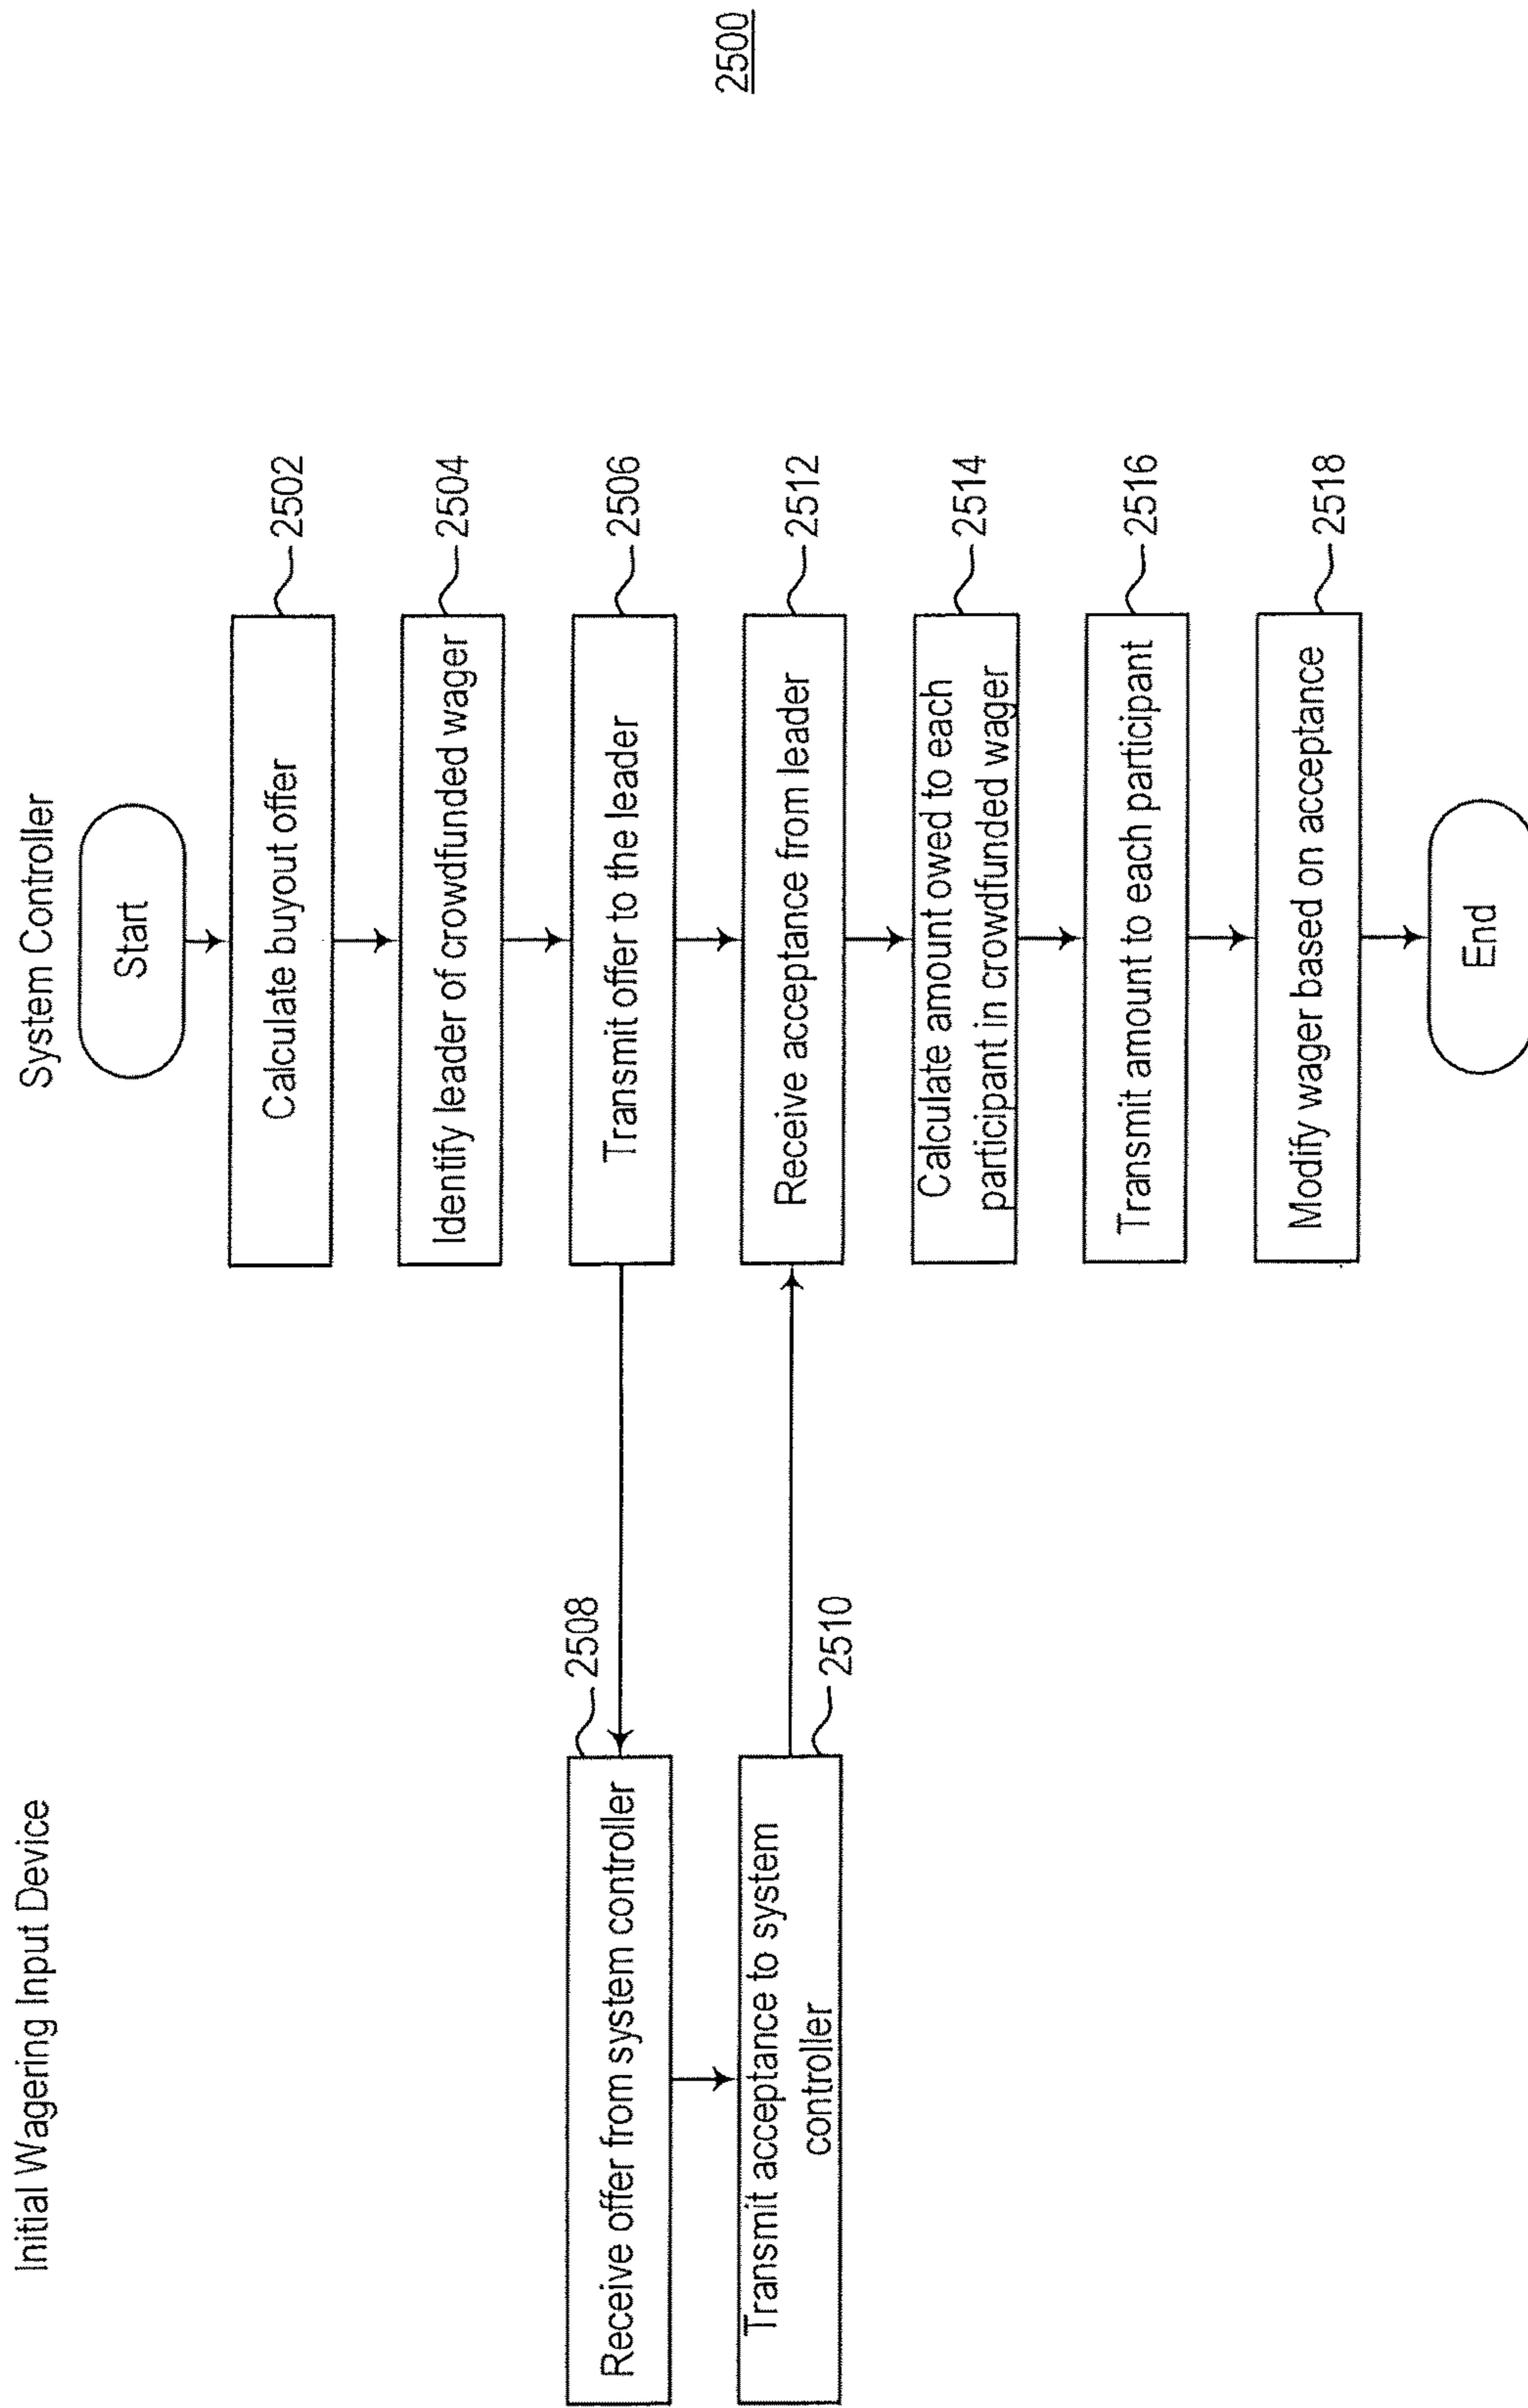 Initial Wagering Input Device
System Controller
Start
Calculate buyout offer
2502
Identify leader of crowdfunded wager
2504
Transmit offer to the leader
2506
Receive offer from system controller
2508
Transmit acceptance to system
controller
2510
Receive acceptance from leader
2512
Calculate amount owed to each
participant in crowdfunded wager
2514
Transmit amount to each participant
2516
Modify wager based on acceptance
2518
End
2500